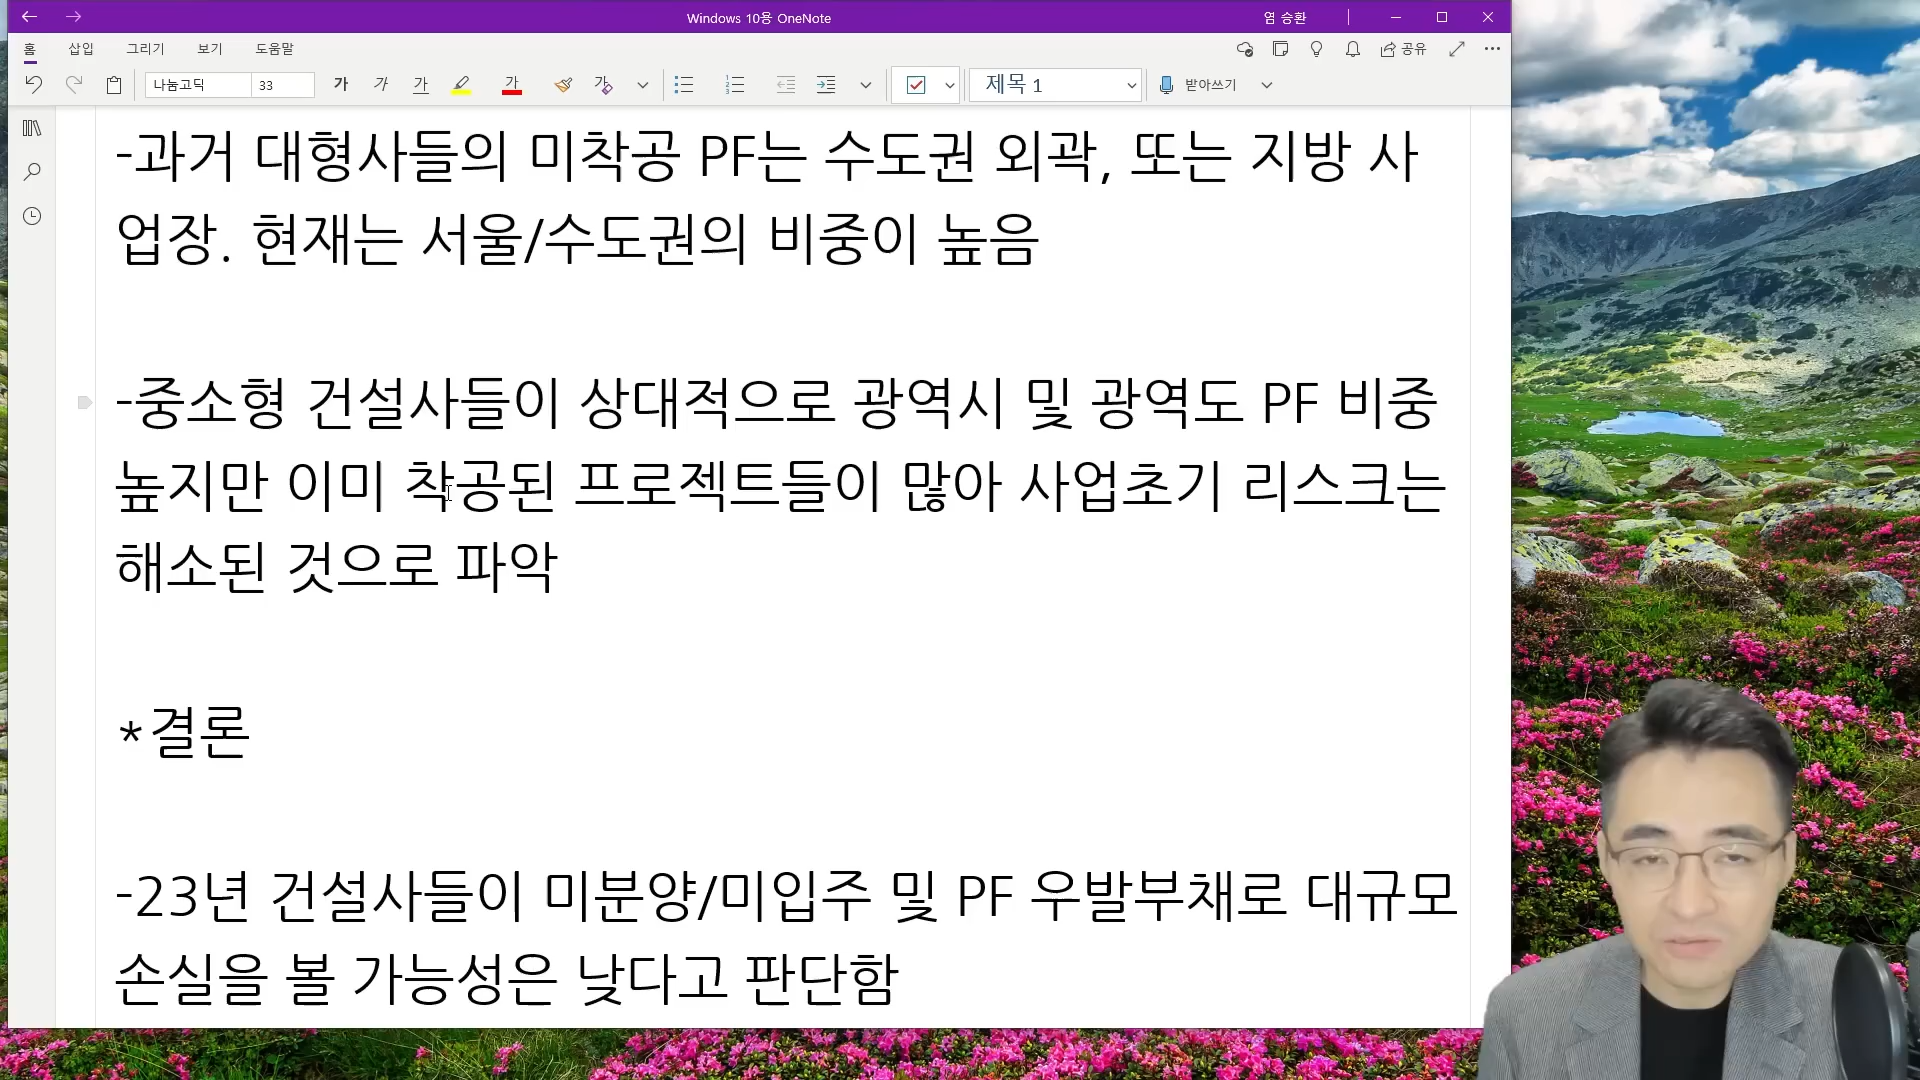 Windows 10용 OneNote
염 승환
홈 삽입 그리기 보기 도움말
공유
나눔고딕 33 가 가 가 가 가 제목 1 받아쓰기
-과거 대형사들의 미착공 PF는 수도권 외곽, 또는 지방 사
업장. 현재는 서울/수도권의 비중이 높음
-중소형 건설사들이 상대적으로 광역시 및 광역도 PF 비중
높지만 이미 착공된 프로젝트들이 많아 사업초기 리스크는
해소된 것으로 파악
*결론
-23년 건설사들이 미분양/미입주 및 PF 우발부채로 대규모
손실을 볼 가능성은 낮다고 판단함